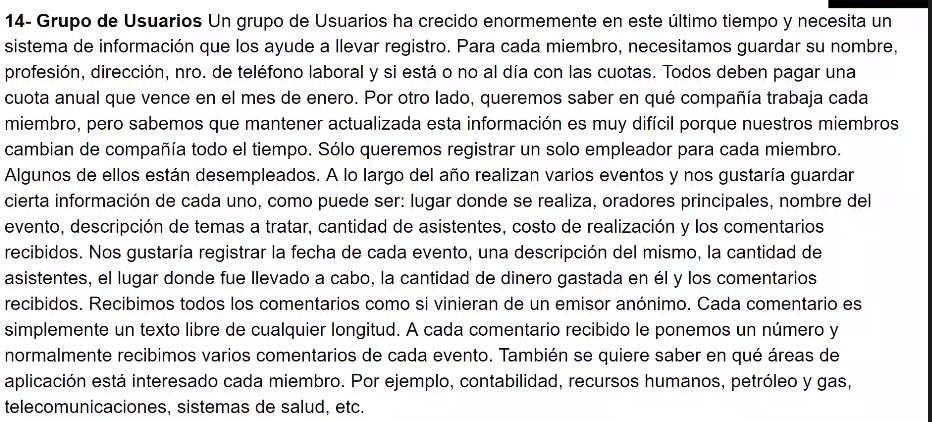 14- Grupo de Usuarios Un grupo de Usuarios ha crecido enormemente en este último tiempo y necesita un
sistema de información que los ayude a llevar registro. Para cada miembro, necesitamos guardar su nombre,
profesión, dirección, nro. de teléfono laboral y si está o no al día con las cuotas. Todos deben pagar una
cuota anual que vence en el mes de enero. Por otro lado, queremos saber en qué compañía trabaja cada
miembro, pero sabemos que mantener actualizada esta información es muy difícil porque nuestros miembros
cambian de compañía todo el tiempo. Sólo queremos registrar un solo empleador para cada miembro.
Algunos de ellos están desempleados. A lo largo del año realizan varios eventos y nos gustaría guardar
cierta información de cada uno, como puede ser: lugar donde se realiza, oradores principales, nombre del
evento, descripción de temas a tratar, cantidad de asistentes, costo de realización y los comentarios
recibidos. Nos gustaría registrar la fecha de cada evento, una descripción del mismo, la cantidad de
asistentes, el lugar donde fue llevado a cabo, la cantidad de dinero gastada en él y los comentarios
recibidos. Recibimos todos los comentarios como si vinieran de un emisor anónimo. Cada comentario es
simplemente un texto libre de cualquier longitud. A cada comentario recibido le ponemos un número y
normalmente recibimos varios comentarios de cada evento. También se quiere saber en qué áreas de
aplicación está interesado cada miembro. Por ejemplo, contabilidad, recursos humanos, petróleo y gas,
telecomunicaciones, sistemas de salud, etc.